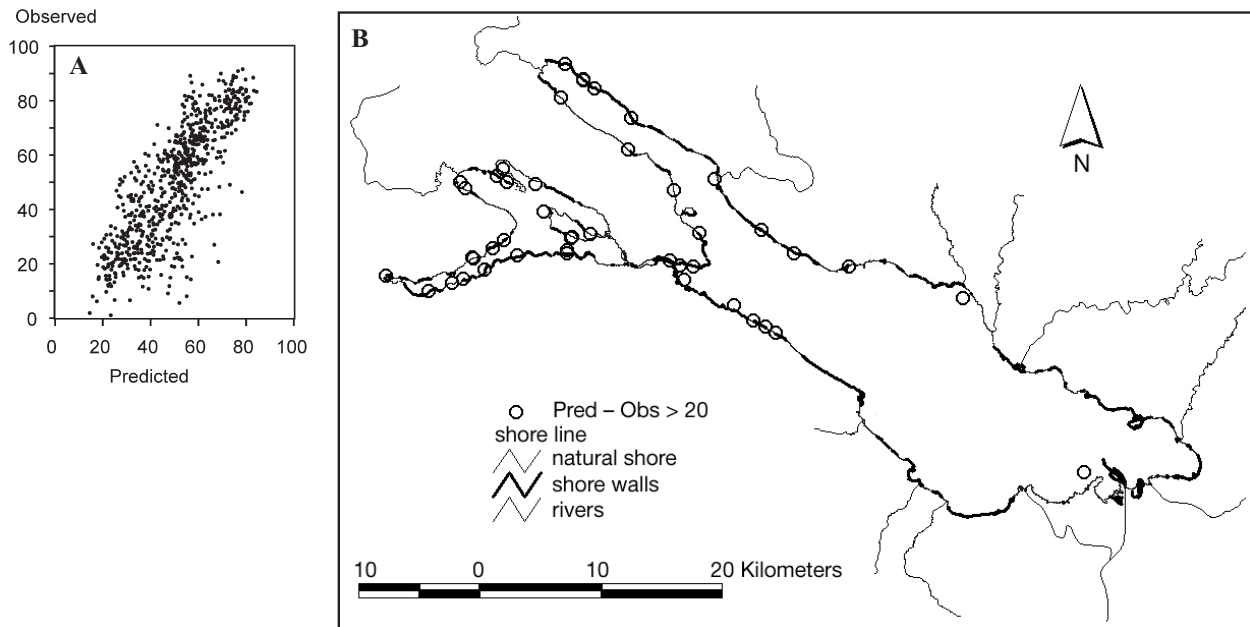 Observed
A
100
80
60
40
20
0
0 20 40 60 80 100
Predicted
B
N
Pred – Obs > 20
shore line
natural shore
shore walls
rivers
10 0 10 20 Kilometers